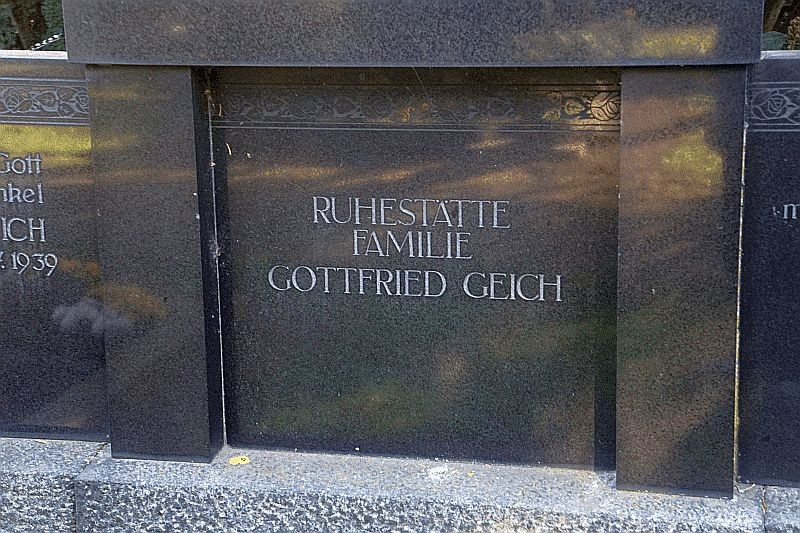 Gott
nkel
ICH
1939
RUHESTÄTTE
FAMILIE
GOTTFRIED GEICH